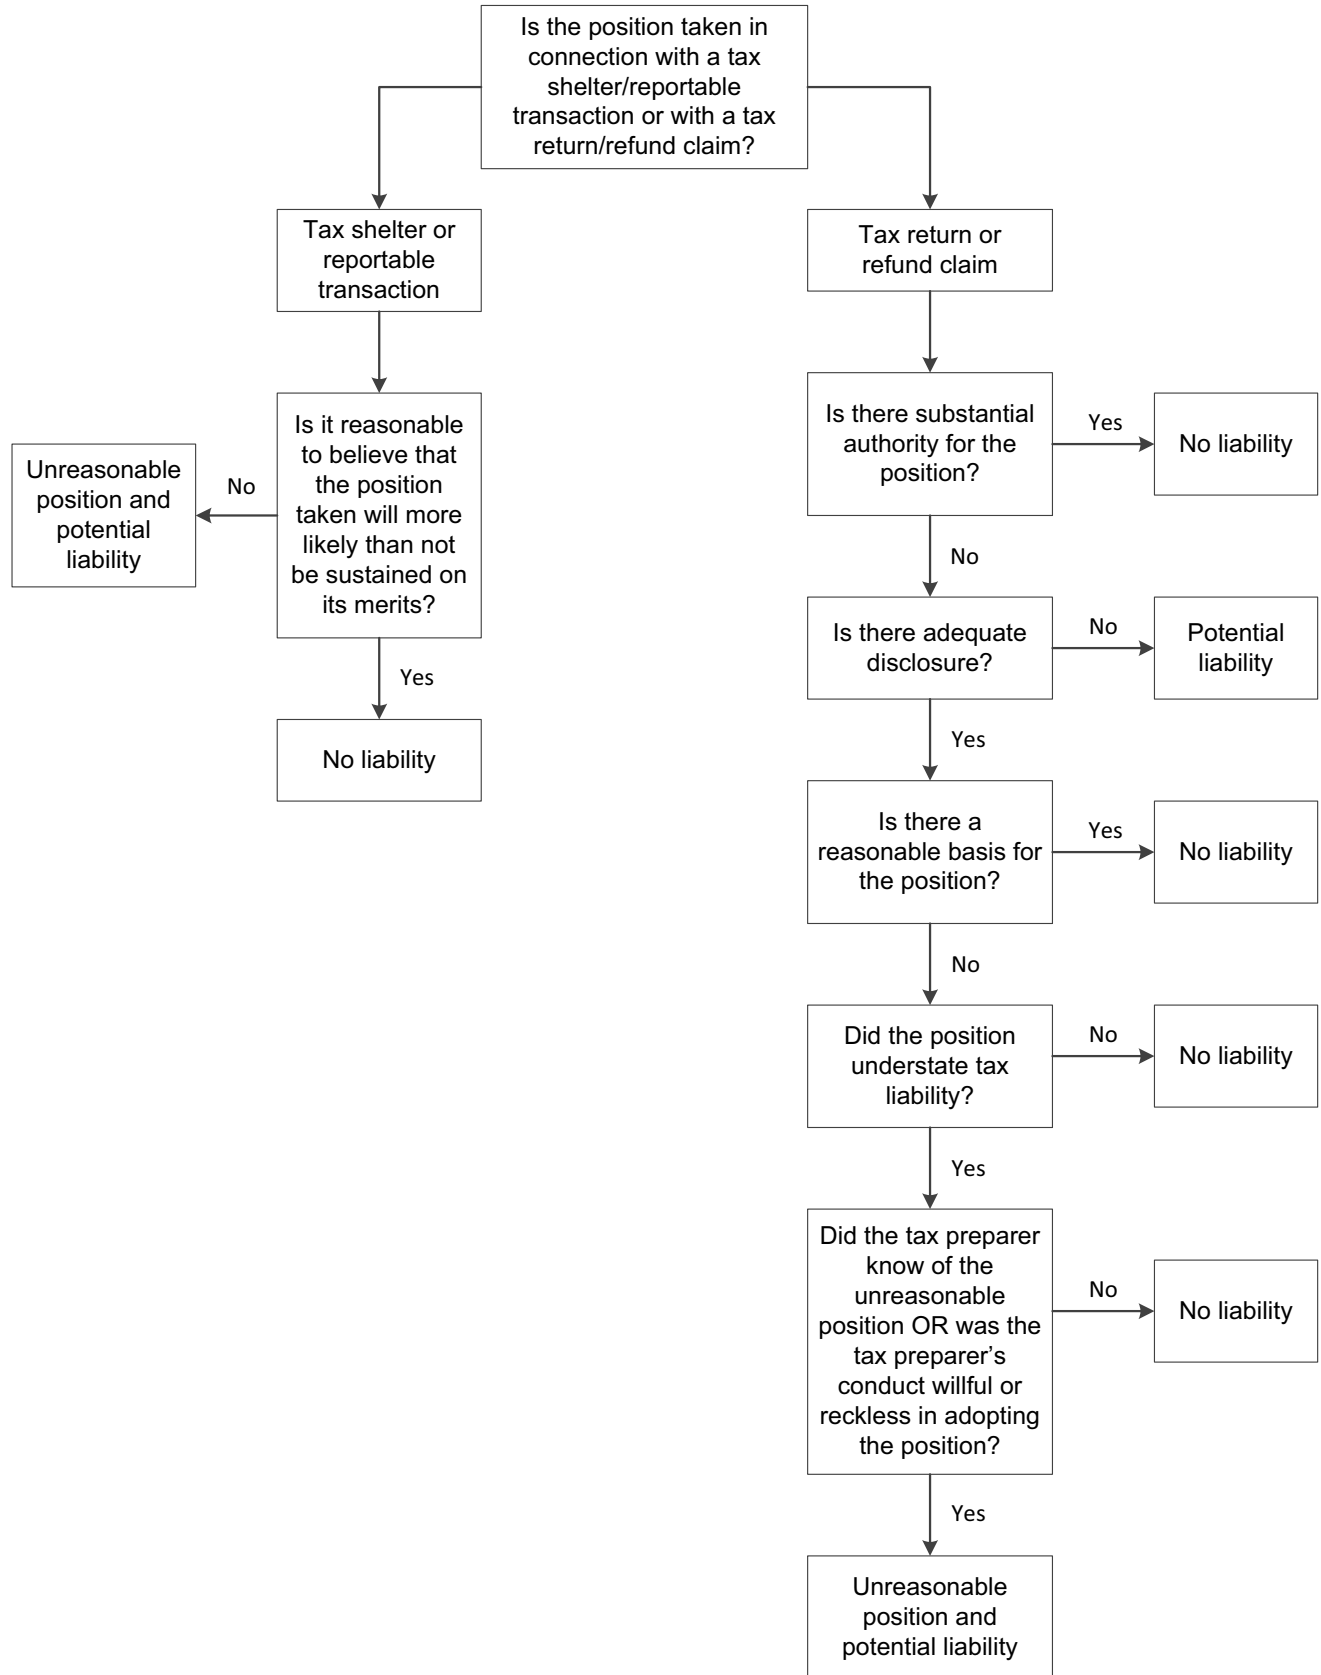 Is the position taken in
connection with a tax
shelter/reportable
transaction or with a tax
return/refund claim?
Tax shelter or
reportable
transaction
Tax return or
refund claim
Is it reasonable
to believe that
the position
taken will more
likely than not
be sustained on
its merits?
No
Unreasonable
position and
potential
liability
Yes
No liability
Is there substantial
authority for the
position?
Yes
No liability
No
Is there adequate
disclosure?
No
Potential
liability
Yes
Is there a
reasonable basis for
the position?
Yes
No liability
No
Did the position
understate tax
liability?
No
No liability
Yes
Did the tax preparer
know of the
unreasonable
position OR was the
tax preparer’s
conduct willful or
reckless in adopting
the position?
No
No liability
Yes
Unreasonable
position and
potential liability